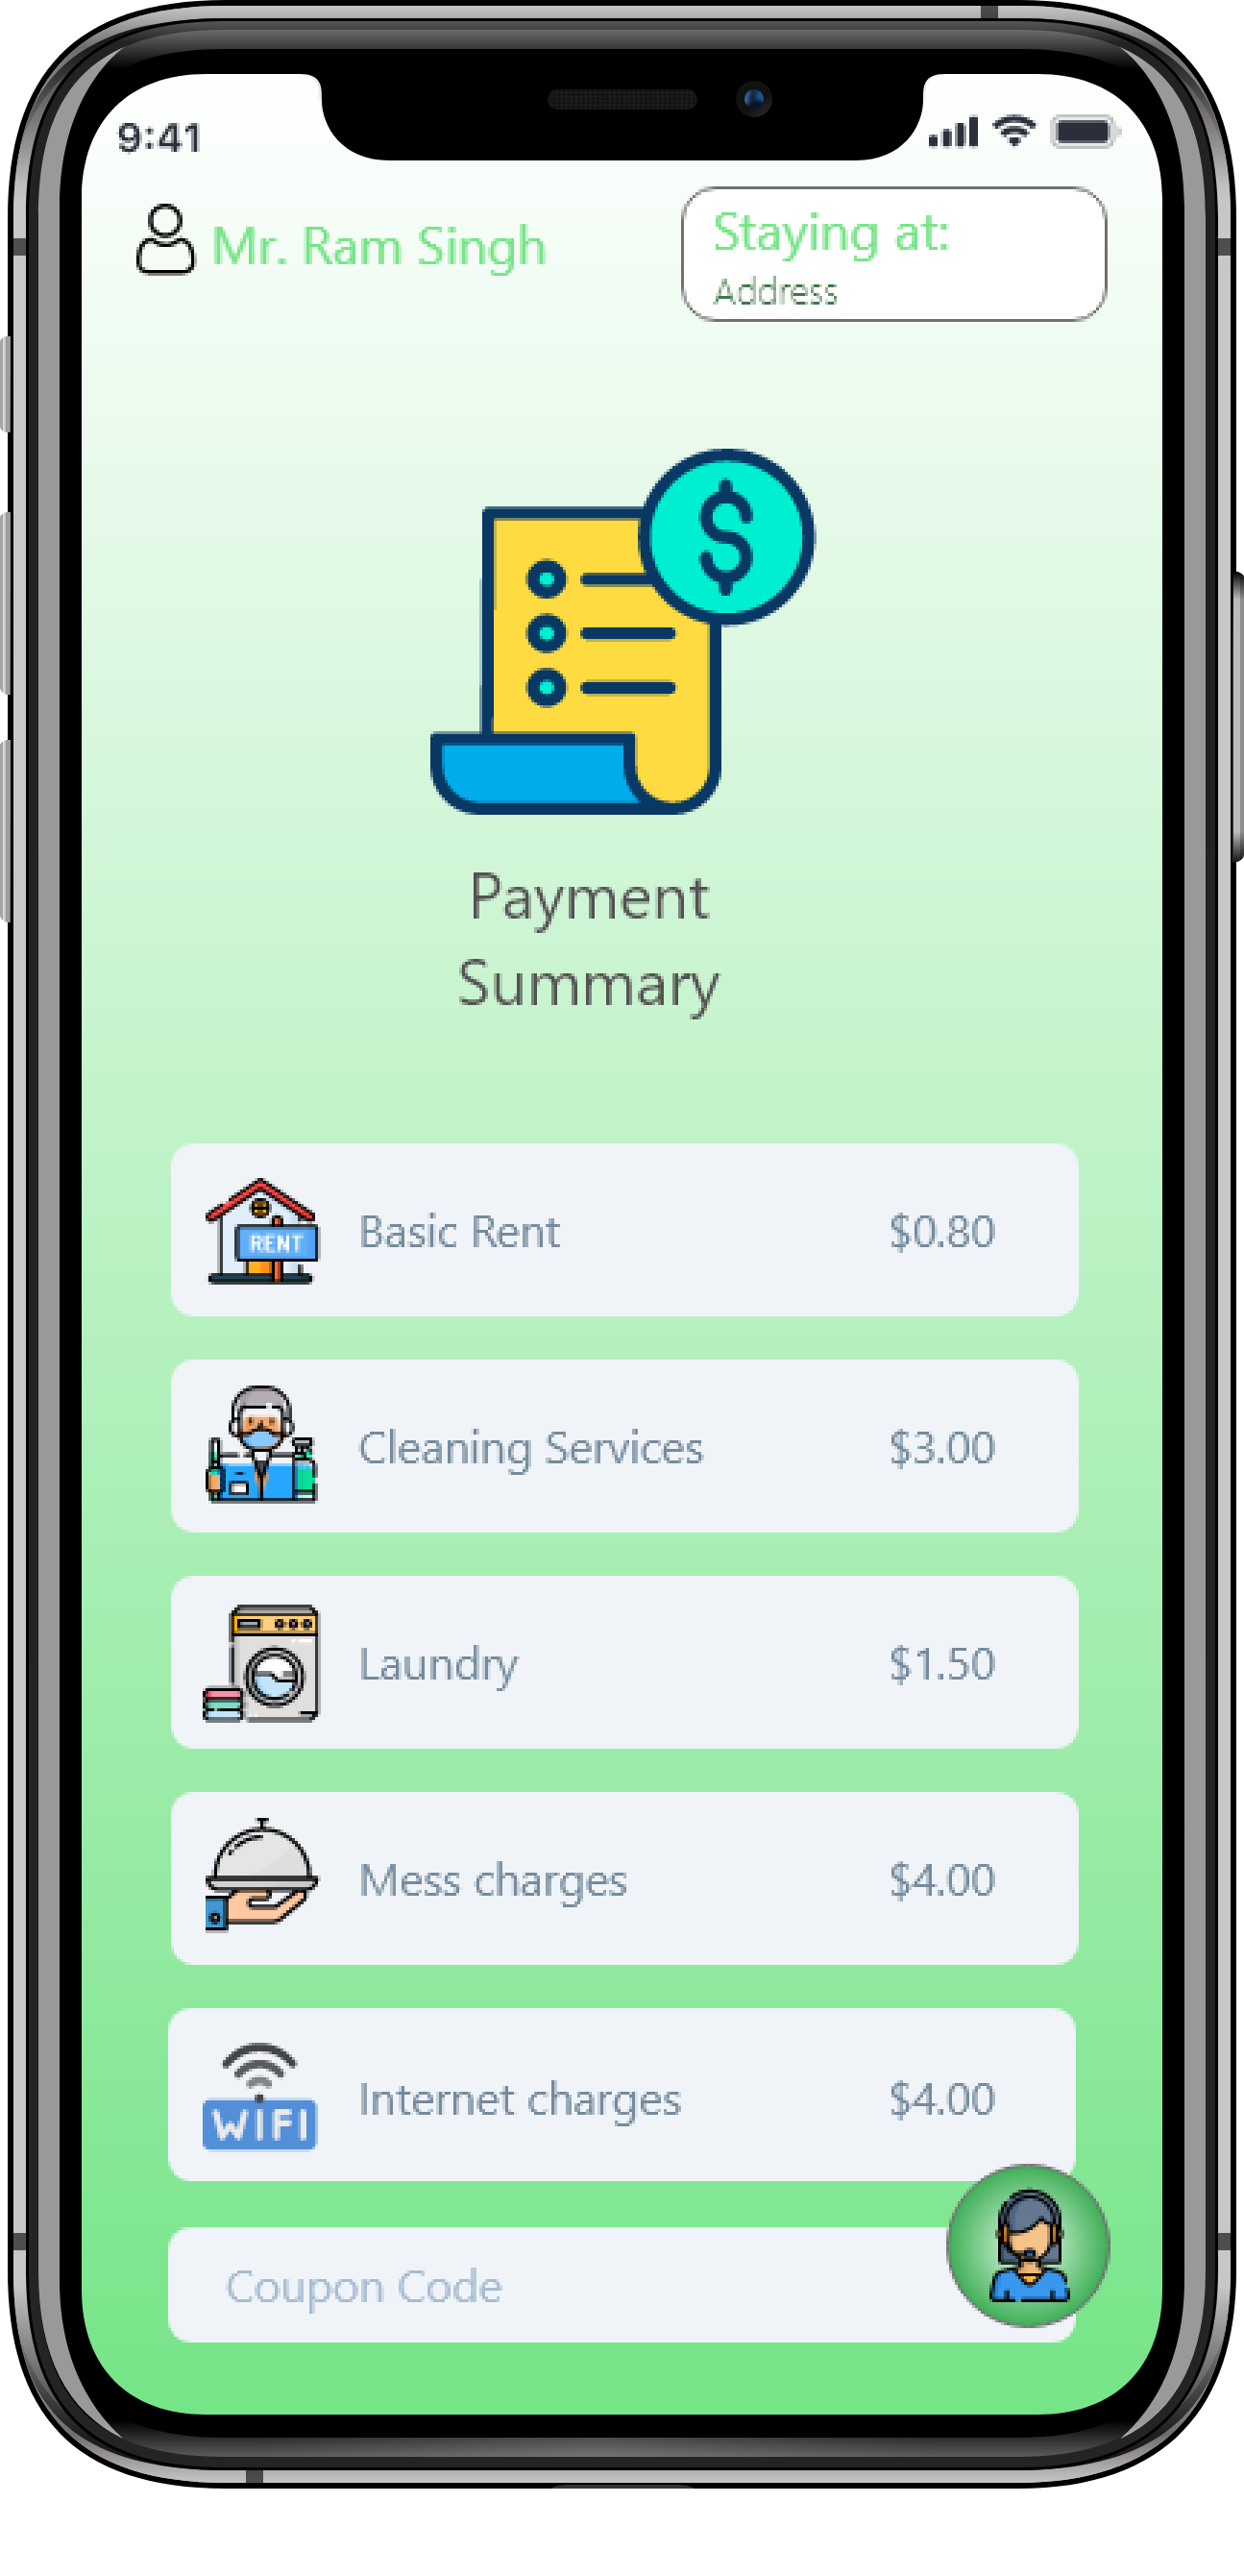 9:41
Mr. Ram Singh
Staying at:
Address
$
Payment
Summary
RENT
Basic Rent $0.80
Cleaning Services $3.00
Laundry $1.50
Mess charges $4.00
WIFI
Internet charges $4.00
Coupon Code